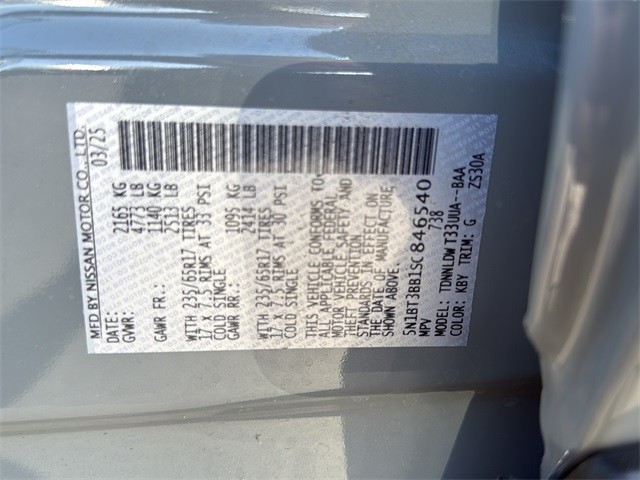 MFD BY NISSAN MOTOR CO., LTD.
DATE: 03/25
GVWR: 2165 KG
4773 LB
GAWR FR: 1140 KG
2513 LB
WITH 235/65R17 TIRES
17 X 7.5 RIMS AT 33 PSI
COLD SINGLE
GAWR RR: 1095 KG
2414 LB
WITH 235/65R17 TIRES
17 X 7.5 RIMS AT 30 PSI
COLD SINGLE
THIS VEHICLE CONFORMS TO
ALL APPLICABLE FEDERAL
MOTOR VEHICLE SAFETY AND
THEFT PREVENTION
STANDARDS IN EFFECT ON
THE DATE OF MANUFACTURE
SHOWN ABOVE.
5N1BT3BB1SC846540
MPV 738
MODEL: TDNNLDWT33UUA--BAA
COLOR: KBY TRIM: G ZS30A